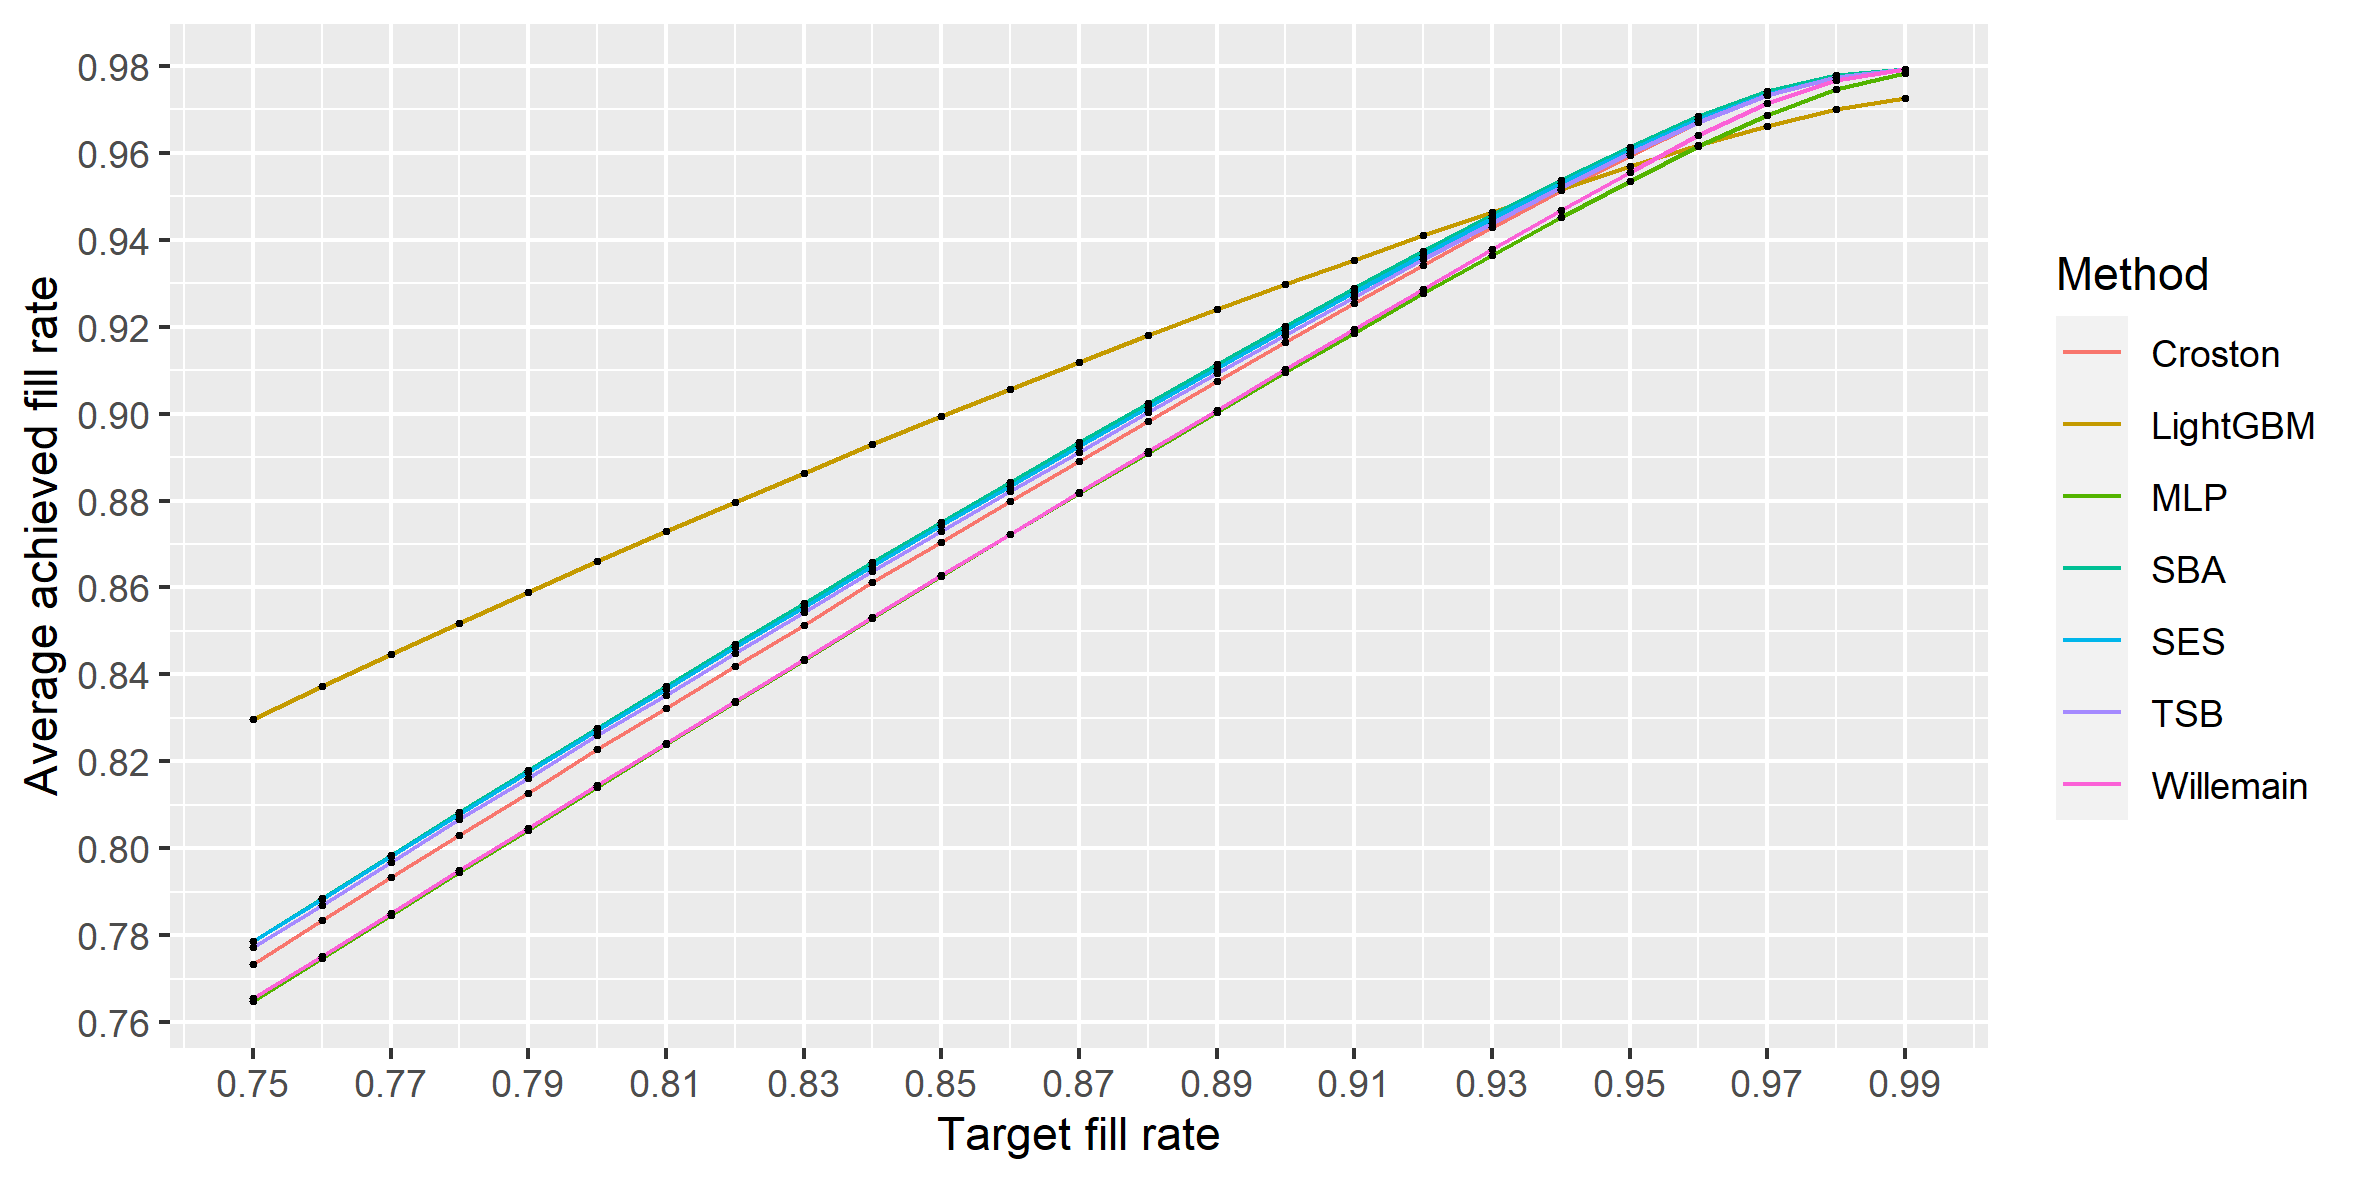 0.98
0.96
0.94
0.92
0.90
0.88
0.86
0.84
0.82
0.80
0.78
0.76
Average achieved fill rate
0.75 0.77 0.79 0.81 0.83 0.85 0.87 0.89 0.91 0.93 0.95 0.97 0.99
Target fill rate
Method
Croston
LightGBM
MLP
SBA
SES
TSB
Willemain